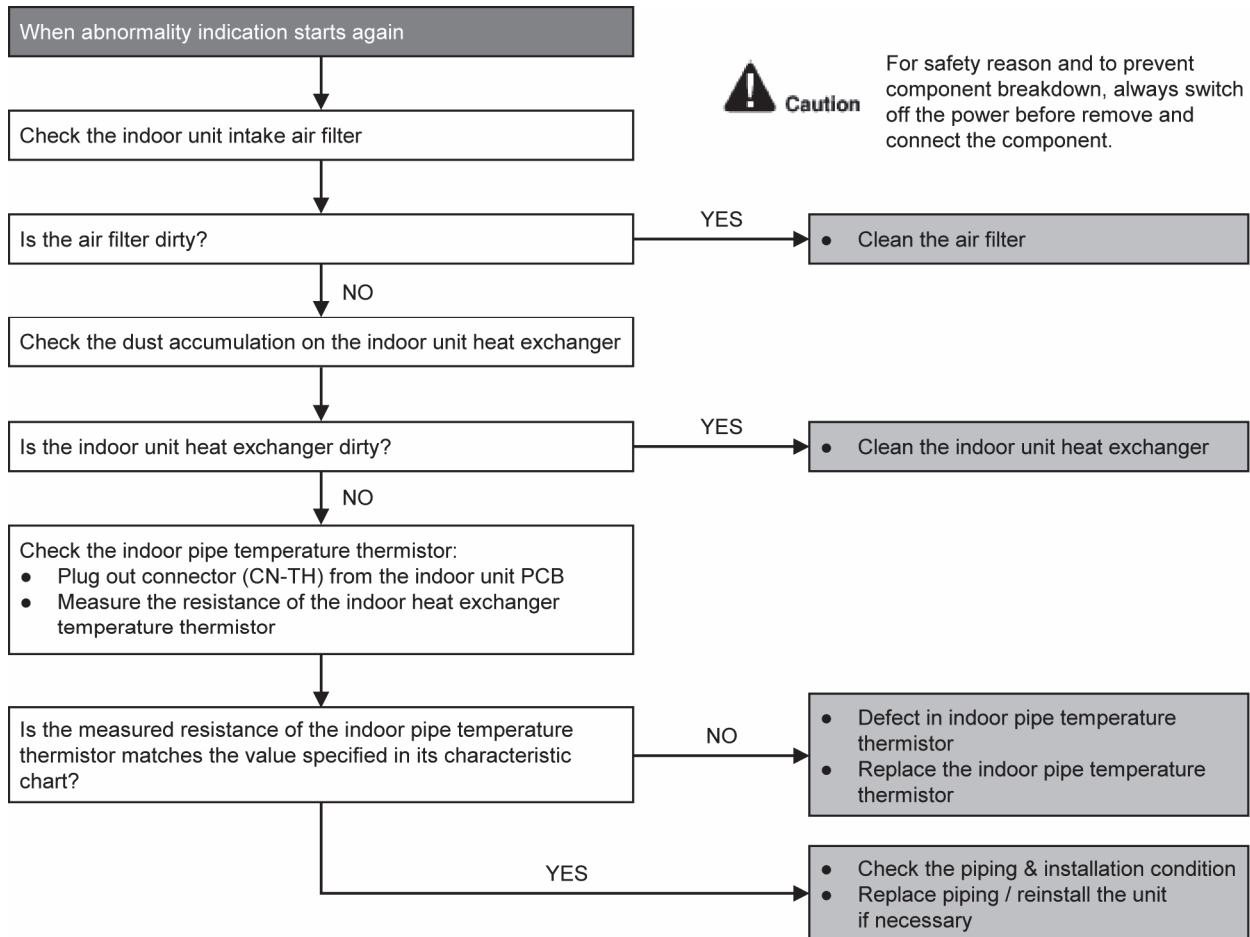 When abnormality indication starts again
Caution
For safety reason and to prevent
component breakdown, always switch
off the power before remove and
connect the component.
Check the indoor unit intake air filter
Is the air filter dirty?
YES
● Clean the air filter
NO
Check the dust accumulation on the indoor unit heat exchanger
Is the indoor unit heat exchanger dirty?
YES
● Clean the indoor unit heat exchanger
NO
Check the indoor pipe temperature thermistor:
● Plug out connector (CN-TH) from the indoor unit PCB
● Measure the resistance of the indoor heat exchanger
temperature thermistor
Is the measured resistance of the indoor pipe temperature
thermistor matches the value specified in its characteristic
chart?
NO
● Defect in indoor pipe temperature
thermistor
● Replace the indoor pipe temperature
thermistor
YES
● Check the piping & installation condition
● Replace piping / reinstall the unit
if necessary